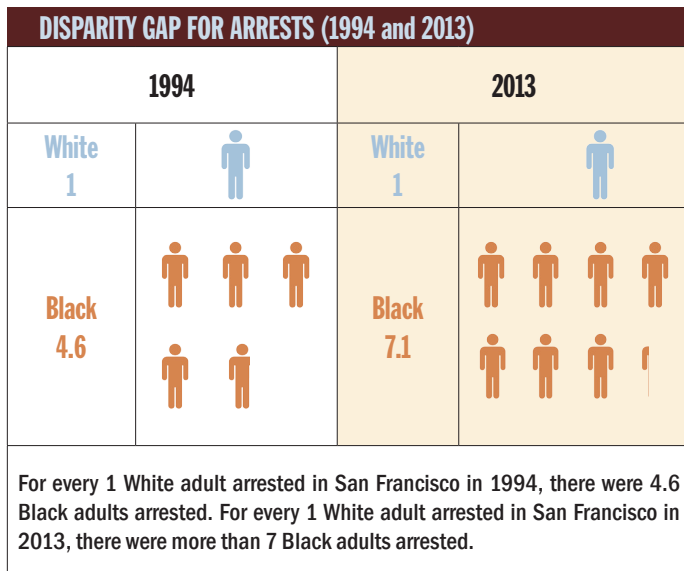 DISPARITY GAP FOR ARRESTS (1994 and 2013)
1994
2013
White
1
White
1
Black
4.6
Black
7.1
For every 1 White adult arrested in San Francisco in 1994, there were 4.6
Black adults arrested. For every 1 White adult arrested in San Francisco in
2013, there were more than 7 Black adults arrested.